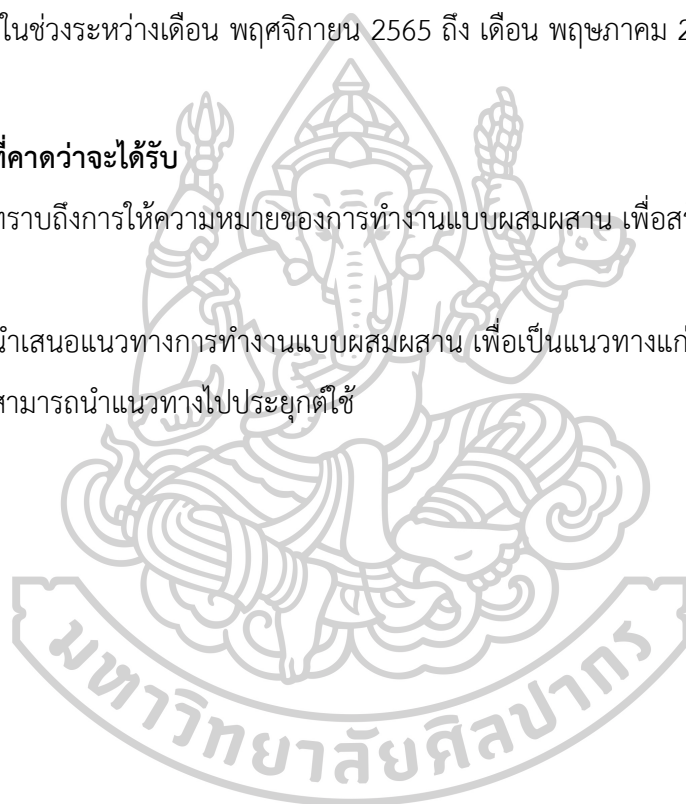 ในช่วงระหว่างเดือน พฤศจิกายน 2565 ถึง เดือน พฤษภาคม 2
ที่คาดว่าจะได้รับ
ทราบถึงการให้ความหมายของการทำงานแบบผสมผสาน เพื่อสร
นำเสนอแนวทางการทำงานแบบผสมผสาน เพื่อเป็นแนวทางแก่
สามารถนำแนวทางไปประยุกต์ใช้
มหาวิทยาลัยศิลปากร